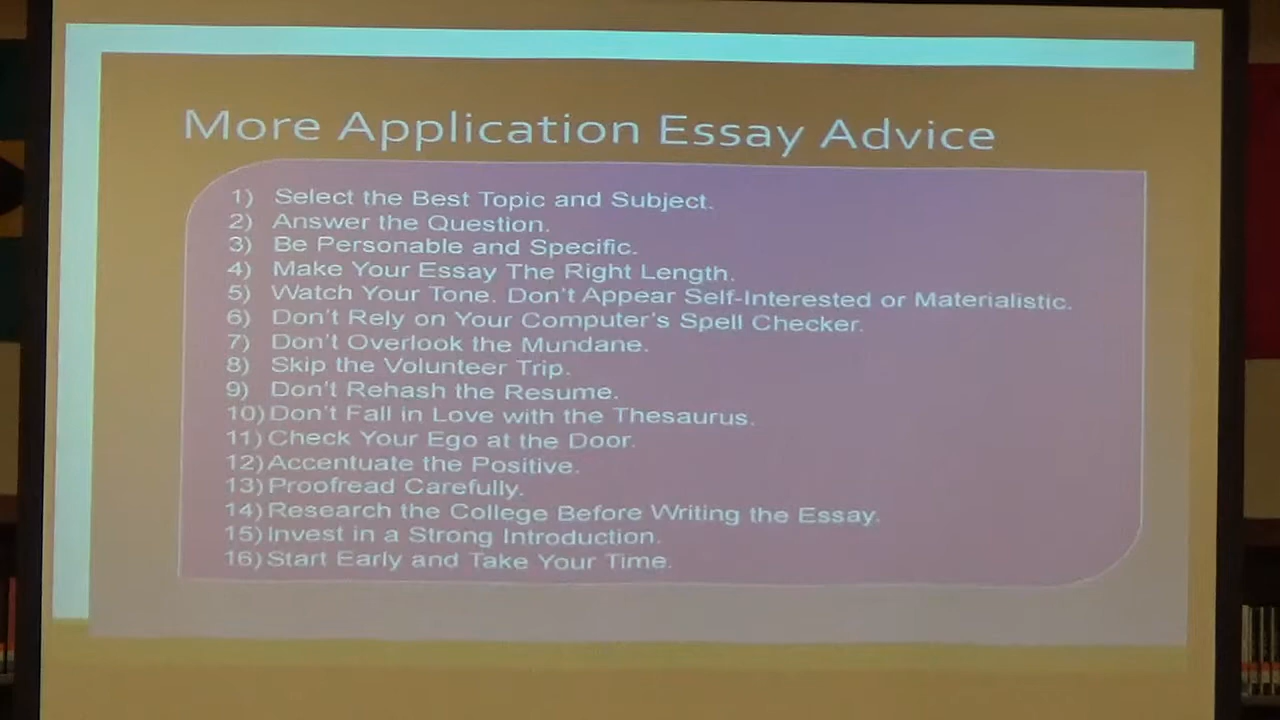 More Application Essay Advice
1) Select the Best Topic and Subject.
2) Answer the Question.
3) Be Personable and Specific.
4) Make Your Essay The Right Length.
5) Watch Your Tone. Don't Appear Self-Interested or Materialistic.
6) Don't Rely on Your Computer's Spell Checker.
7) Don't Overlook the Mundane.
8) Skip the Volunteer Trip.
9) Don't Rehash the Resume.
10) Don't Fall in Love with the Thesaurus.
11) Check Your Ego at the Door.
12) Accentuate the Positive.
13) Proofread Carefully.
14) Research the College Before Writing the Essay.
15) Invest in a Strong Introduction.
16) Start Early and Take Your Time.